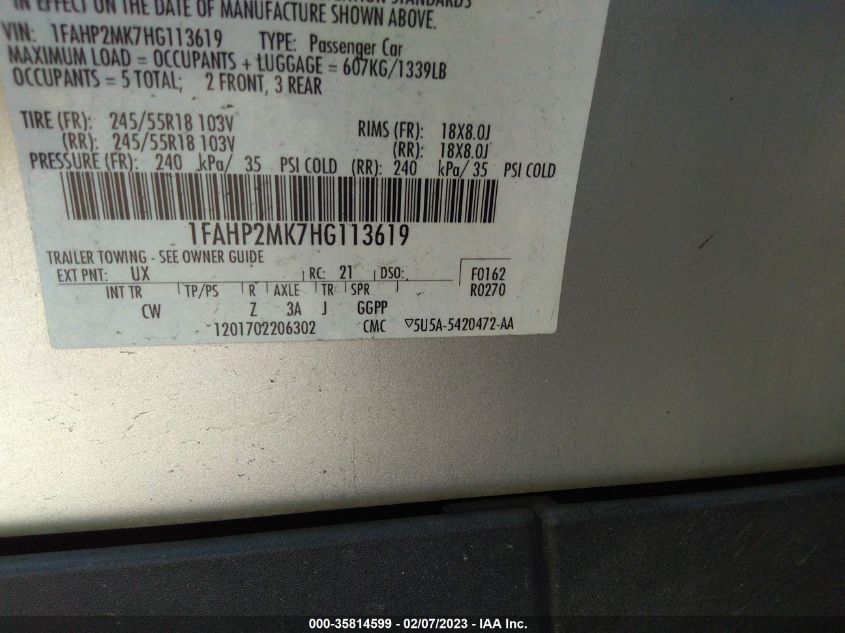 IN EFFECT ON THE DATE OF MANUFACTURE SHOWN ABOVE.
VIN: 1FAHP2MK7HG113619 TYPE: Passenger Car
MAXIMUM LOAD = OCCUPANTS + LUGGAGE = 607KG/1339LB
OCCUPANTS = 5 TOTAL; 2 FRONT, 3 REAR
TIRE (FR): 245/55R18 103V RIMS (FR): 18X8.0J
(RR): 245/55R18 103V (RR): 18X8.0J
PRESSURE (FR): 240 kPa/ 35 PSI COLD (RR): 240 kPa/ 35 PSI COLD
1FAHP2MK7HG113619
TRAILER TOWING - SEE OWNER GUIDE
EXT PNT: UX RC: 21 DSO: F0162
INT TR TP/PS R AXLE TR SPR R0270
CW Z 3A J GGPP
1201702206302 CMC ▽5U5A-5420472-AA
000-35814599 - 02/07/2023 - IAA Inc.